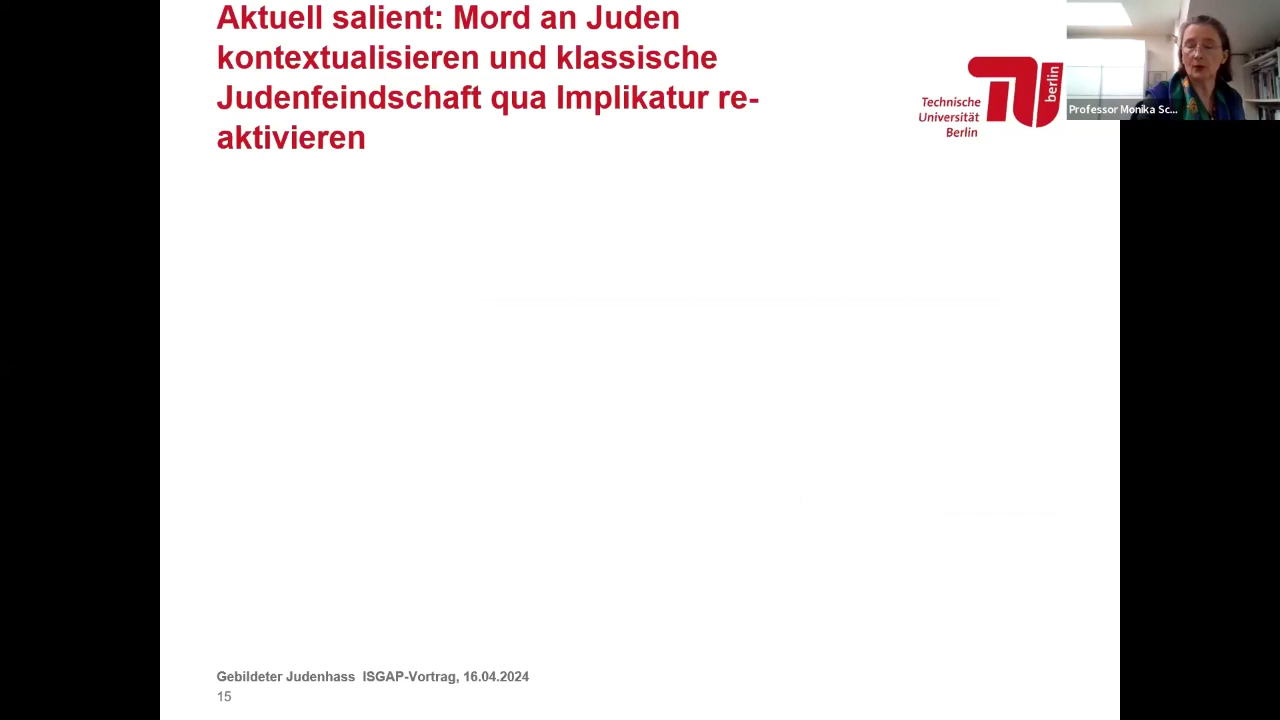 Aktuell salient: Mord an Juden
kontextualisieren und klassische
Judenfeindschaft qua Implikatur re-
aktivieren
Technische
Universität
Berlin
berlin
Professor Monika Sc...
Gebildeter Judenhass ISGAP-Vortrag, 16.04.2024
15